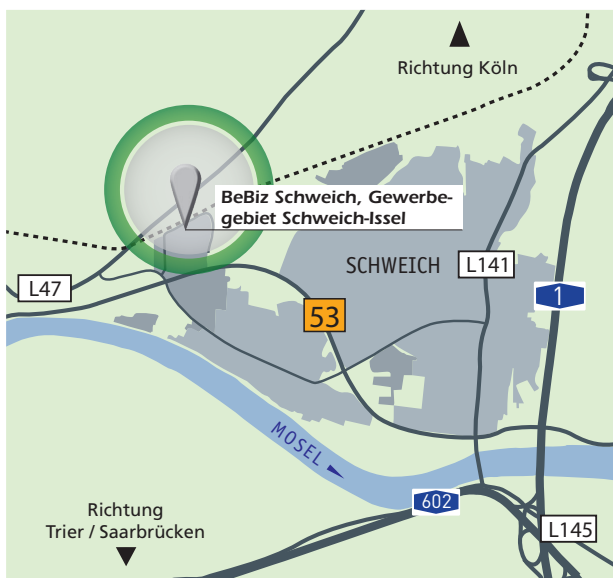 Richtung Köln
BeBiz Schweich, Gewerbe-
gebiet Schweich-Issel
SCHWEICH
L141
L47
1
53
MOSEL
602
Richtung
Trier / Saarbrücken
L145